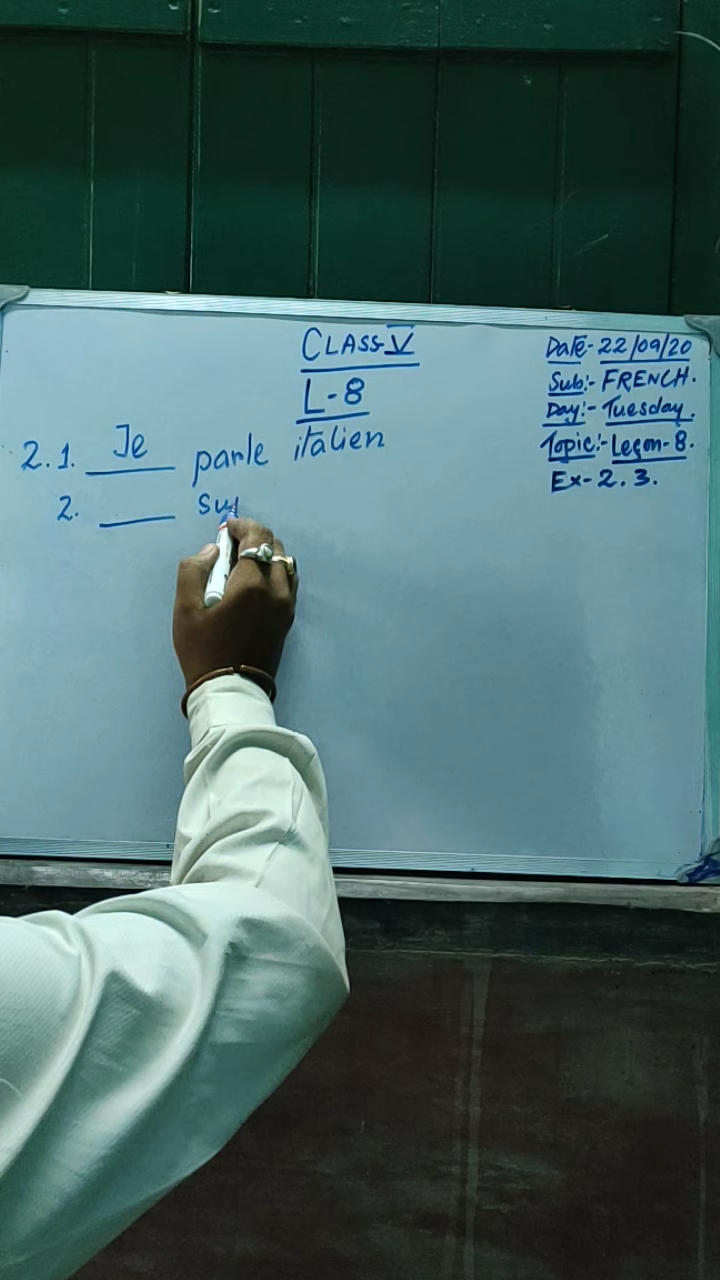 CLASS-V
L-8
Date:- 22/09/20
Sub:- FRENCH.
Day:- Tuesday.
Topic:- Leçon-8.
Ex-2.3.
2.1. Je parle italien
2. ___ su